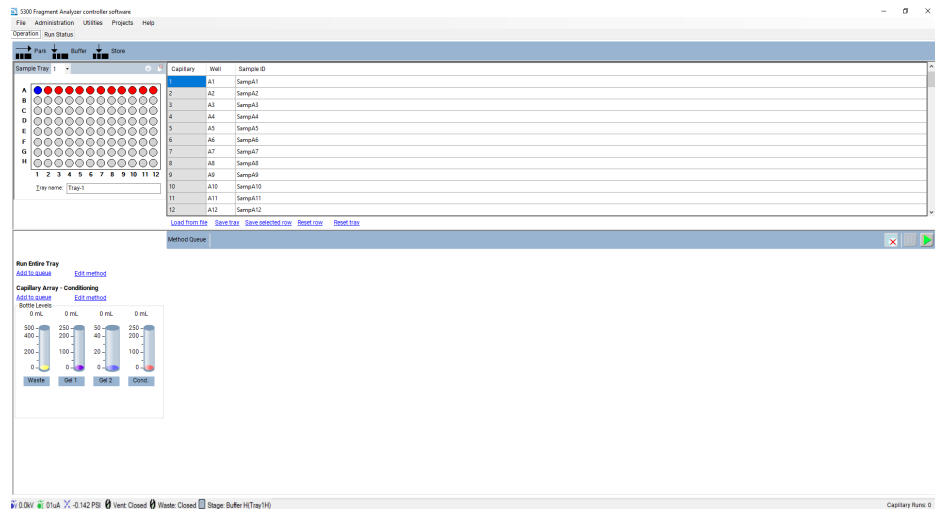 5300 Fragment Analyzer controller software
File Administration Utilities Projects Help
Operation Run Status
Park Buffer Store
Sample Tray 1
A
B
C
D
E
F
G
H
1 2 3 4 5 6 7 8 9 10 11 12
Tray name: Tray-1
Capillary Well Sample ID
1 A1 SampA1
2 A2 SampA2
3 A3 SampA3
4 A4 SampA4
5 A5 SampA5
6 A6 SampA6
7 A7 SampA7
8 A8 SampA8
9 A9 SampA9
10 A10 SampA10
11 A11 SampA11
12 A12 SampA12
Load from file Save tray Save selected row Reset row Reset tray
Method Queue
Run Entire Tray
Add to queue Edit method
Capillary Array - Conditioning
Add to queue Edit method
Bottle Levels
0 mL 0 mL 0 mL 0 mL
500 250 50 250
400 200 40 200
200 100 20 100
0 0 0 0
Waste Gel 1 Gel 2 Cond.
0.0kV 01uA -0.142 PSI Vent: Closed Waste: Closed Stage: Buffer H(Tray1H) Capillary Runs: 0